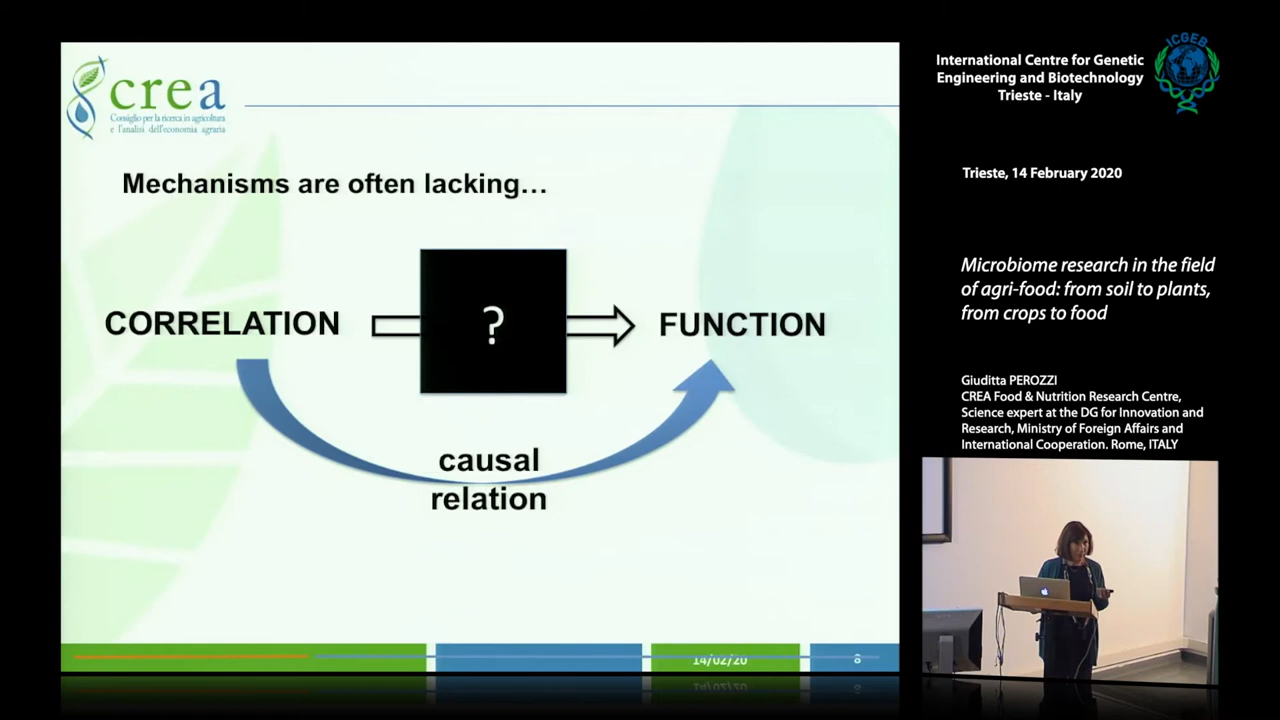 crea
Consiglio per la ricerca in agricoltura
e l'analisi dell'economia agraria
Mechanisms are often lacking…
CORRELATION
?
FUNCTION
causal
relation
14/02/20
8
International Centre for Genetic
Engineering and Biotechnology
Trieste - Italy
ICGEB
Trieste, 14 February 2020
Microbiome research in the field
of agri-food: from soil to plants,
from crops to food
Giuditta PEROZZI
CREA Food & Nutrition Research Centre,
Science expert at the DG for Innovation and
Research, Ministry of Foreign Affairs and
International Cooperation. Rome, ITALY